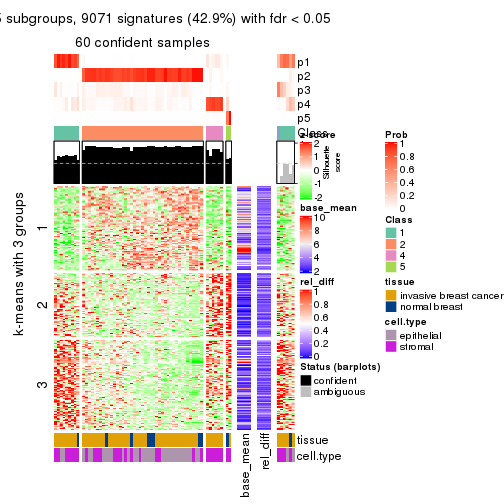 5 subgroups, 9071 signatures (42.9%) with fdr < 0.05
60 confident samples
p1
p2
p3
p4
p5
Class
k-means with 3 groups
1
2
3
z-score
2
1
0
-1
-2
Silhouette score
base_mean
10
8
6
4
2
rel_diff
1
0.8
0.6
0.4
0.2
0
Status (barplots)
confident
ambiguous
Prob
1
0.8
0.6
0.4
0.2
0
Class
1
2
4
5
tissue
invasive breast cancer
normal breast
cell.type
epithelial
stromal
tissue
cell.type
base_mean
rel_diff